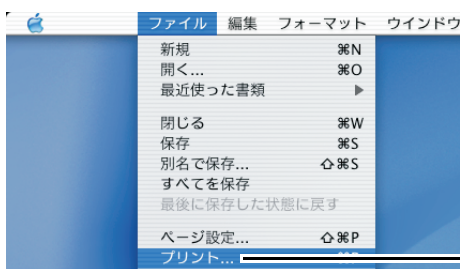 ファイル 編集 フォーマット ウインドウ
新規 ⌘N
開く... ⌘O
最近使った書類 ▶
閉じる ⌘W
保存 ⌘S
別名で保存... ⇧⌘S
すべてを保存
最後に保存した状態に戻す
ページ設定... ⇧⌘P
プリント...